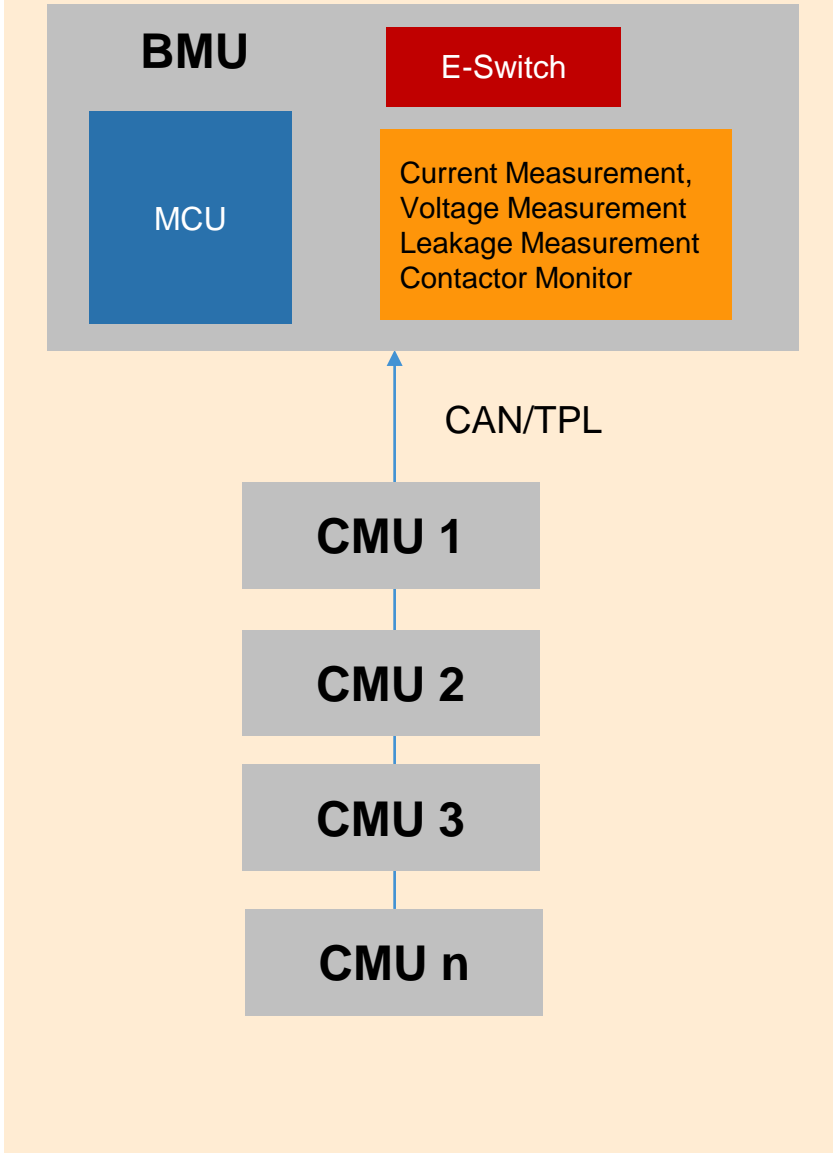 BMU
E-Switch
MCU
Current Measurement,
Voltage Measurement
Leakage Measurement
Contactor Monitor
CAN/TPL
CMU 1
CMU 2
CMU 3
CMU n